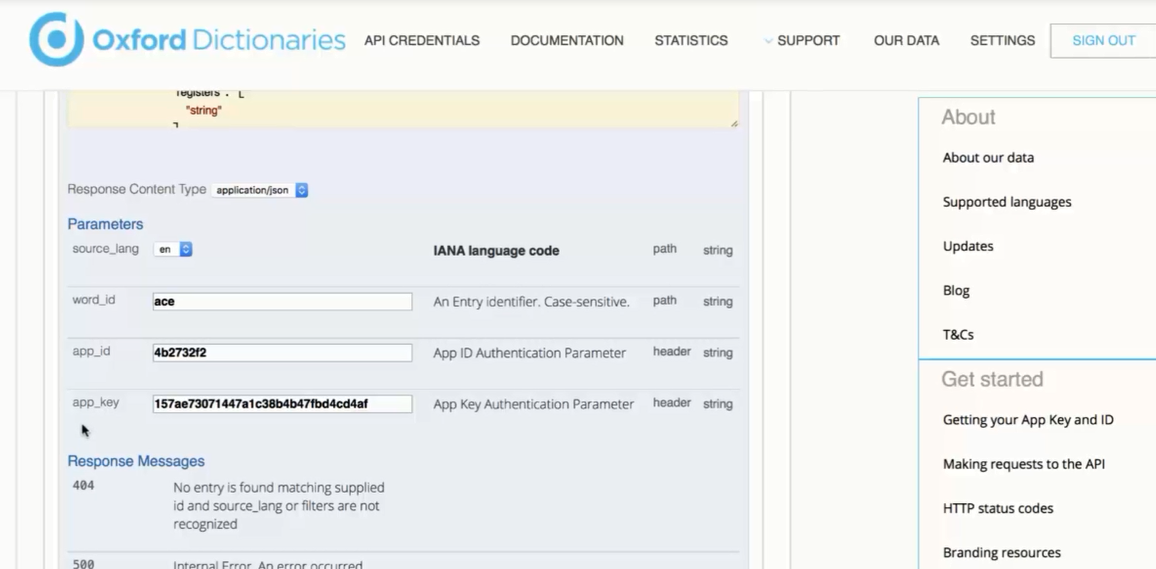 Oxford Dictionaries API CREDENTIALS DOCUMENTATION STATISTICS SUPPORT OUR DATA SETTINGS SIGN OUT
"registers": [
"string"
]
Response Content Type application/json
Parameters
source_lang en IANA language code path string
word_id ace An Entry identifier. Case-sensitive. path string
app_id 4b2732f2 App ID Authentication Parameter header string
app_key 157ae73071447a1c38b4b47fbd4cd4af App Key Authentication Parameter header string
Response Messages
404 No entry is found matching supplied
id and source_lang or filters are not
recognized
500 Internal Error. An error occurred
About
About our data
Supported languages
Updates
Blog
T&Cs
Get started
Getting your App Key and ID
Making requests to the API
HTTP status codes
Branding resources